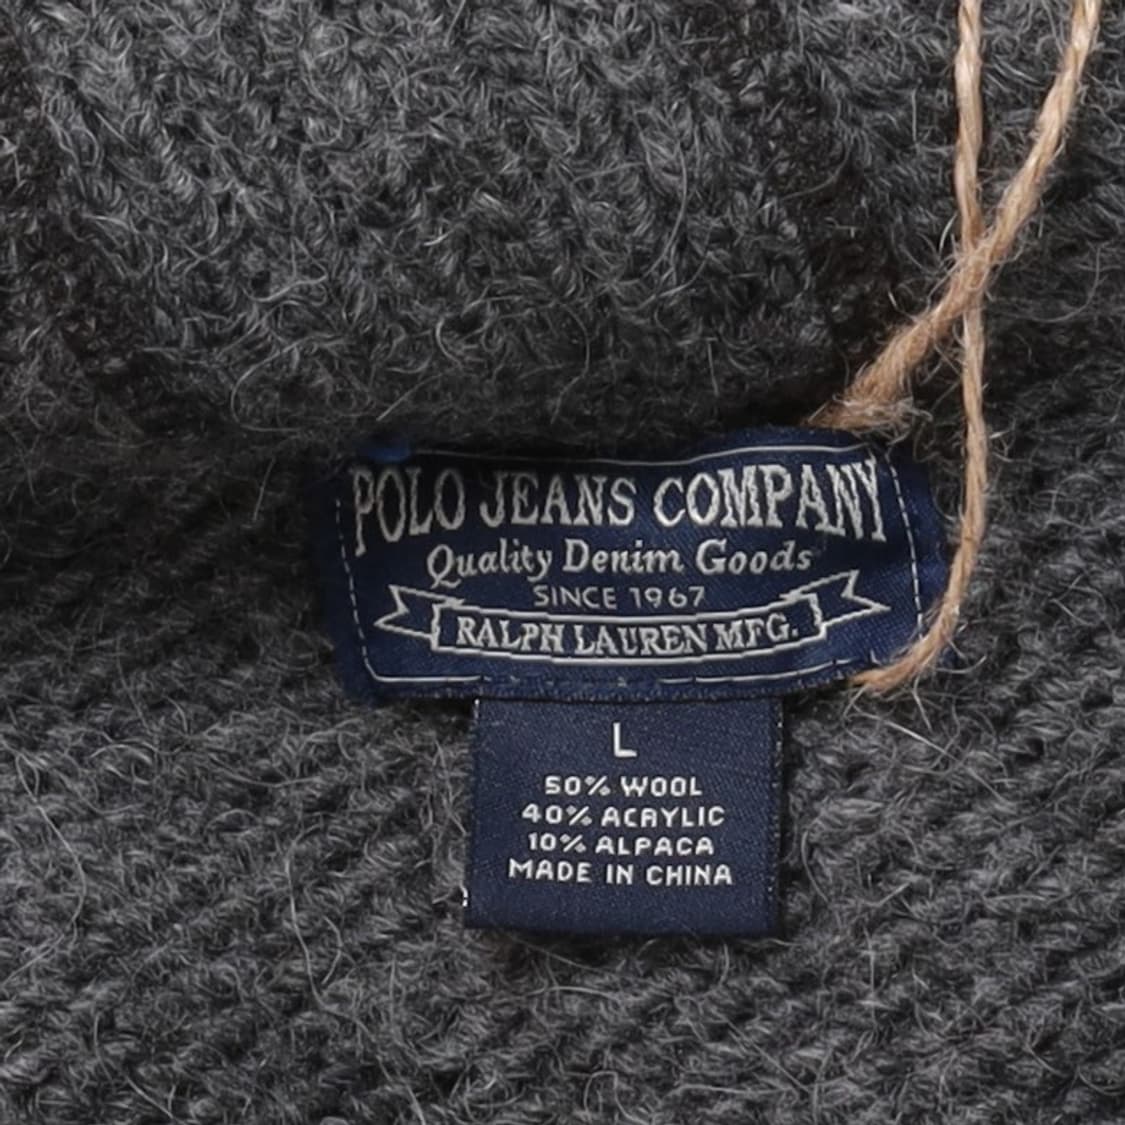 POLO JEANS COMPANY
Quality Denim Goods
SINCE 1967
RALPH LAUREN MFG.
L
50% WOOL
40% ACRYLIC
10% ALPACA
MADE IN CHINA